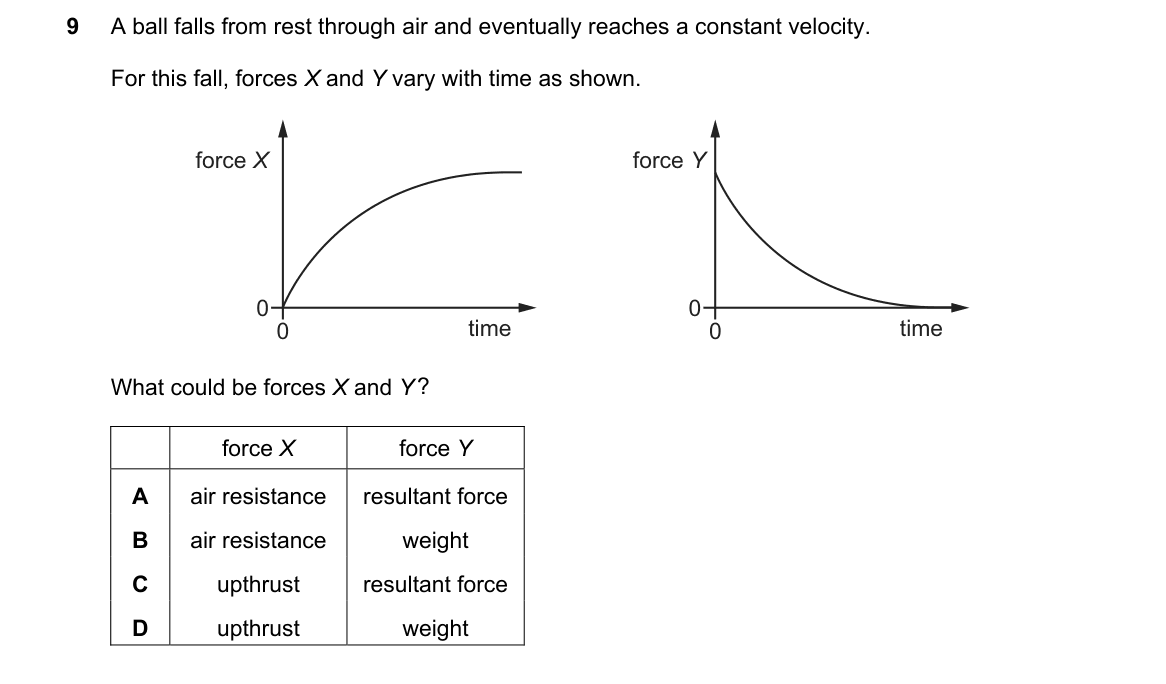 9 A ball falls from rest through air and eventually reaches a constant velocity.
For this fall, forces X and Y vary with time as shown.
force X
0
0
time
force Y
0
0
time
What could be forces X and Y?
force X force Y
A air resistance resultant force
B air resistance weight
C upthrust resultant force
D upthrust weight